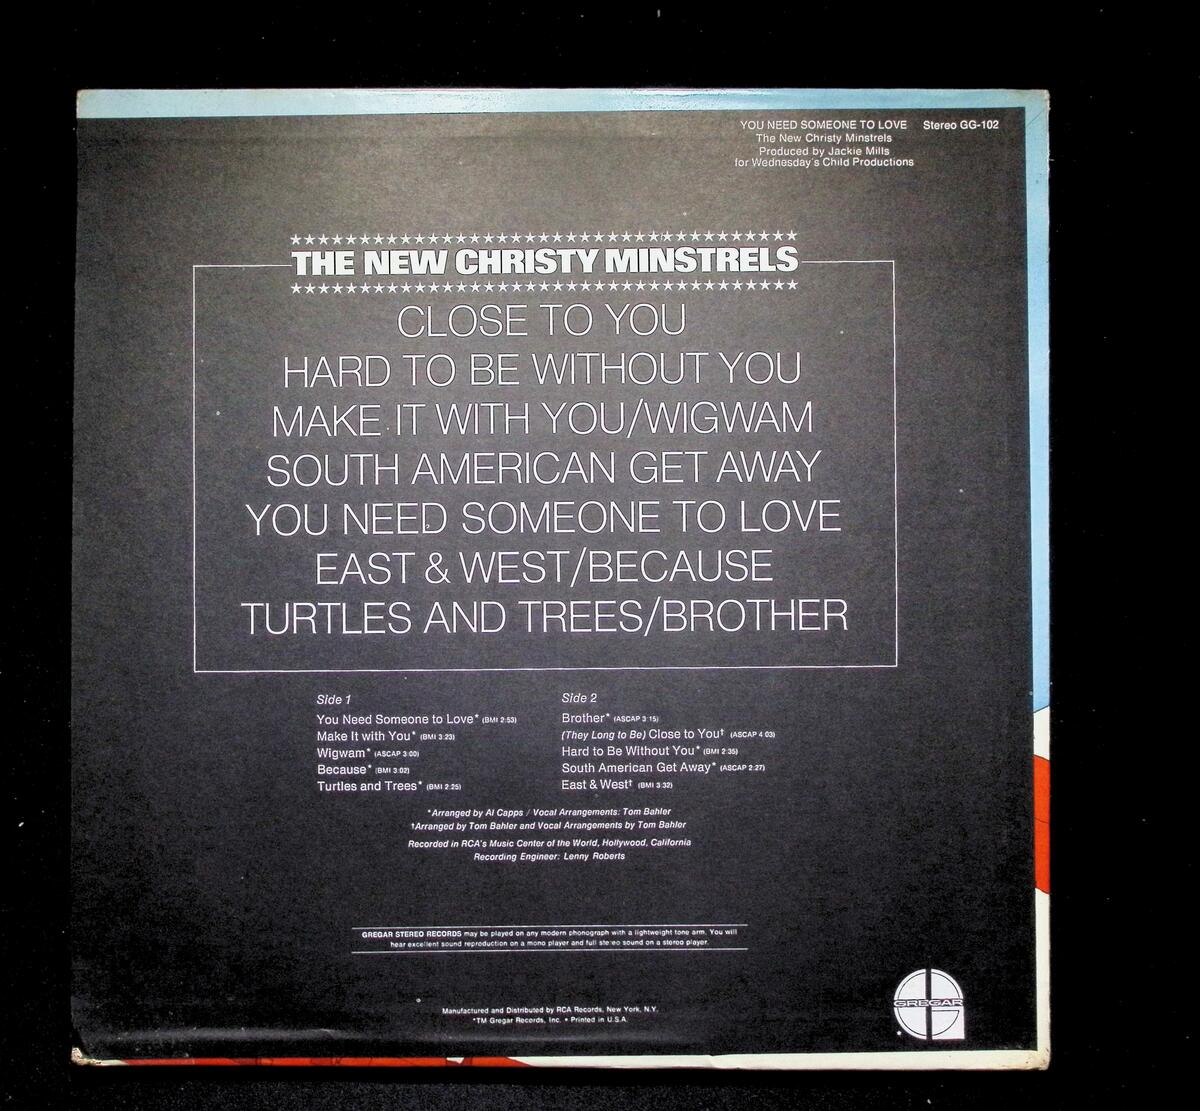 YOU NEED SOMEONE TO LOVE Stereo GG-102
The New Christy Minstrels
Produced by Jackie Mills
for Wednesday's Child Productions
THE NEW CHRISTY MINSTRELS
CLOSE TO YOU
HARD TO BE WITHOUT YOU
MAKE IT WITH YOU/WIGWAM
SOUTH AMERICAN GET AWAY
YOU NEED SOMEONE TO LOVE
EAST & WEST/BECAUSE
TURTLES AND TREES/BROTHER
Side 1
You Need Someone to Love* (BMI 2:53)
Make It with You* (BMI 3:23)
Wigwam* (ASCAP 3:00)
Because* (BMI 3:02)
Turtles and Trees* (BMI 2:25)
Side 2
Brother* (ASCAP 3:15)
(They Long to Be) Close to You† (ASCAP 4:03)
Hard to Be Without You* (BMI 2:35)
South American Get Away* (ASCAP 2:27)
East & West† (BMI 3:32)
*Arranged by Al Capps / Vocal Arrangements: Tom Bahler
†Arranged by Tom Bahler and Vocal Arrangements by Tom Bahler
Recorded in RCA's Music Center of the World, Hollywood, California
Recording Engineer: Lenny Roberts
GREGAR STEREO RECORDS may be played on any modern phonograph with a lightweight tone arm. You will
hear excellent sound reproduction on a mono player and full stereo sound on a stereo player.
GREGAR
Manufactured and Distributed by RCA Records, New York, N.Y.
*TM Gregar Records, Inc. • Printed in U.S.A.